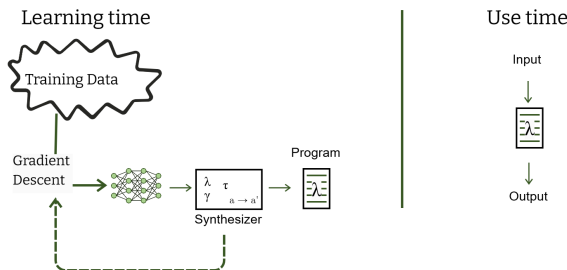 Learning time
Use time
Training Data
Input
λ
Gradient
Descent
Program
λ τ
γ a → a'
λ
Synthesizer
Output